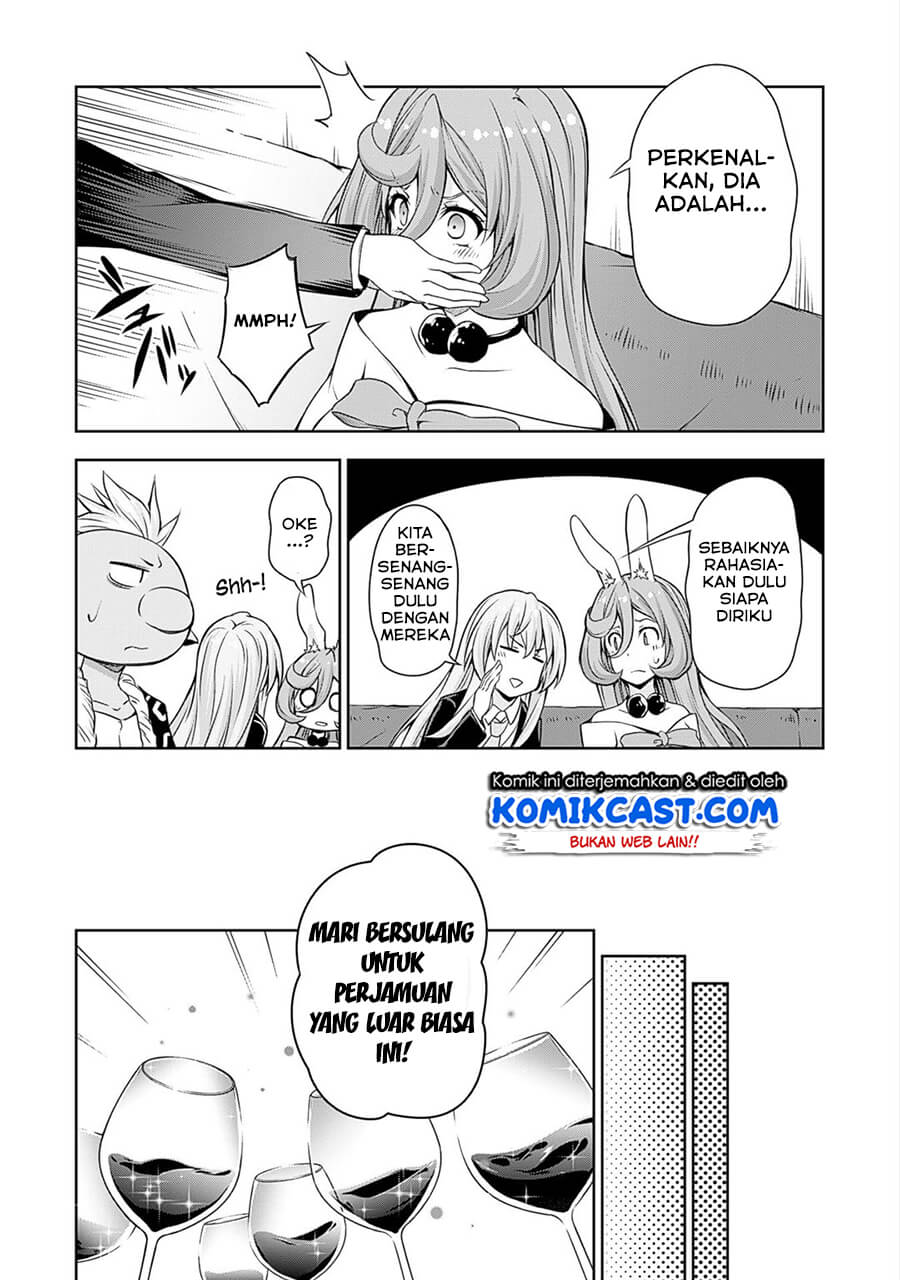 PERKENAL-
KAN, DIA
ADALAH...
MMPH!
SEBAIKNYA
RAHASIA-
KAN DULU
SIAPA
DIRIKU
KITA
BER-
SENANG-
SENANG
DULU
DENGAN
MEREKA
OKE
...?
Shh-!
Komik ini diterjemahkan & diedit oleh
KOMIKCAST.COM
BUKAN WEB LAIN!!
MARI BERSULANG
UNTUK
PERJAMUAN
YANG LUAR BIASA
INI!